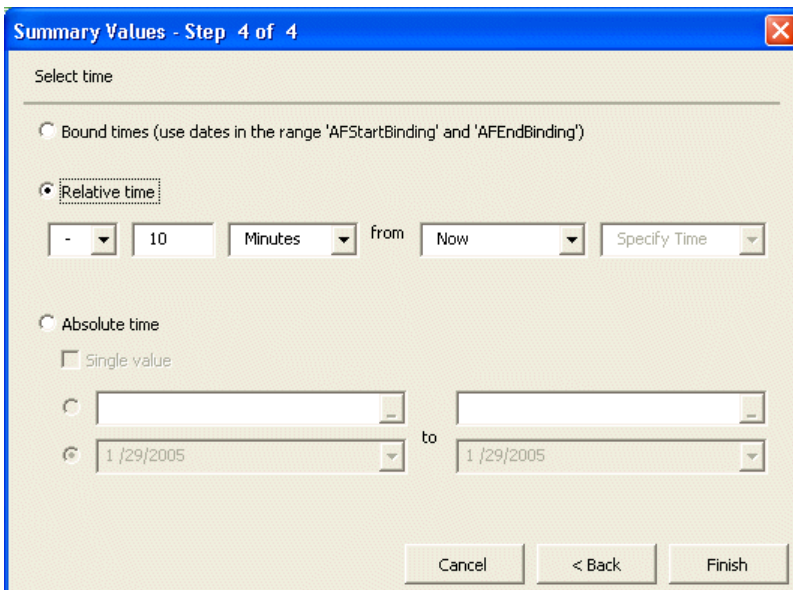 Summary Values - Step 4 of 4
Select time
Bound times (use dates in the range 'AFStartBinding' and 'AFEndBinding')
Relative time
- 10 Minutes from Now Specify Time
Absolute time
Single value
to
1 /29/2005 1 /29/2005
Cancel < Back Finish